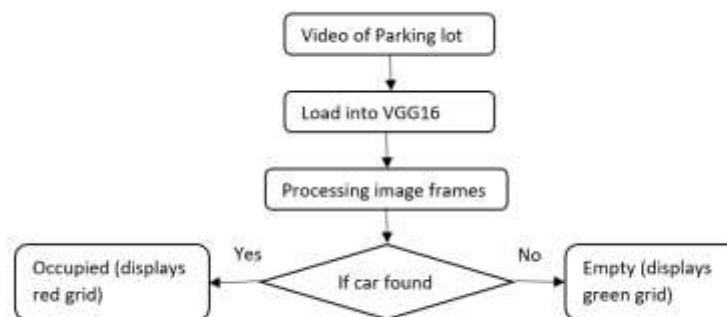 Video of Parking lot
Load into VGG16
Processing image frames
Yes
No
Occupied (displays
red grid)
If car found
Empty (displays
green grid)